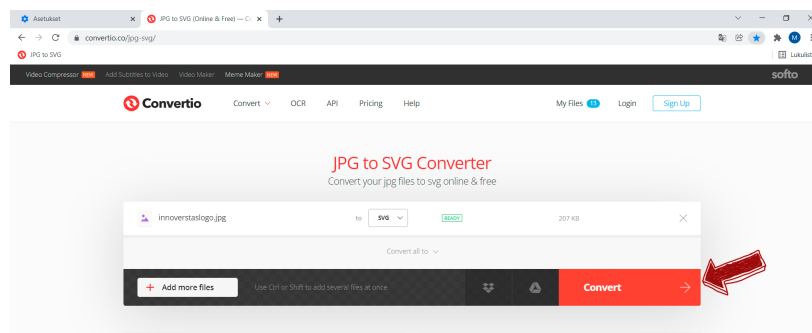 Asetukset
JPG to SVG (Online & Free) — Co
convertio.co/jpg-svg/
M
JPG to SVG
Lukulist
Video Compressor NEW Add Subtitles to Video Video Maker Meme Maker NEW
softo
Convertio
Convert OCR API Pricing Help
My Files 13 Login Sign Up
JPG to SVG Converter
Convert your jpg files to svg online & free
innoverstaslogo.jpg to SVG READY 207 KB
Convert all to
Add more files Use Ctrl or Shift to add several files at once Convert